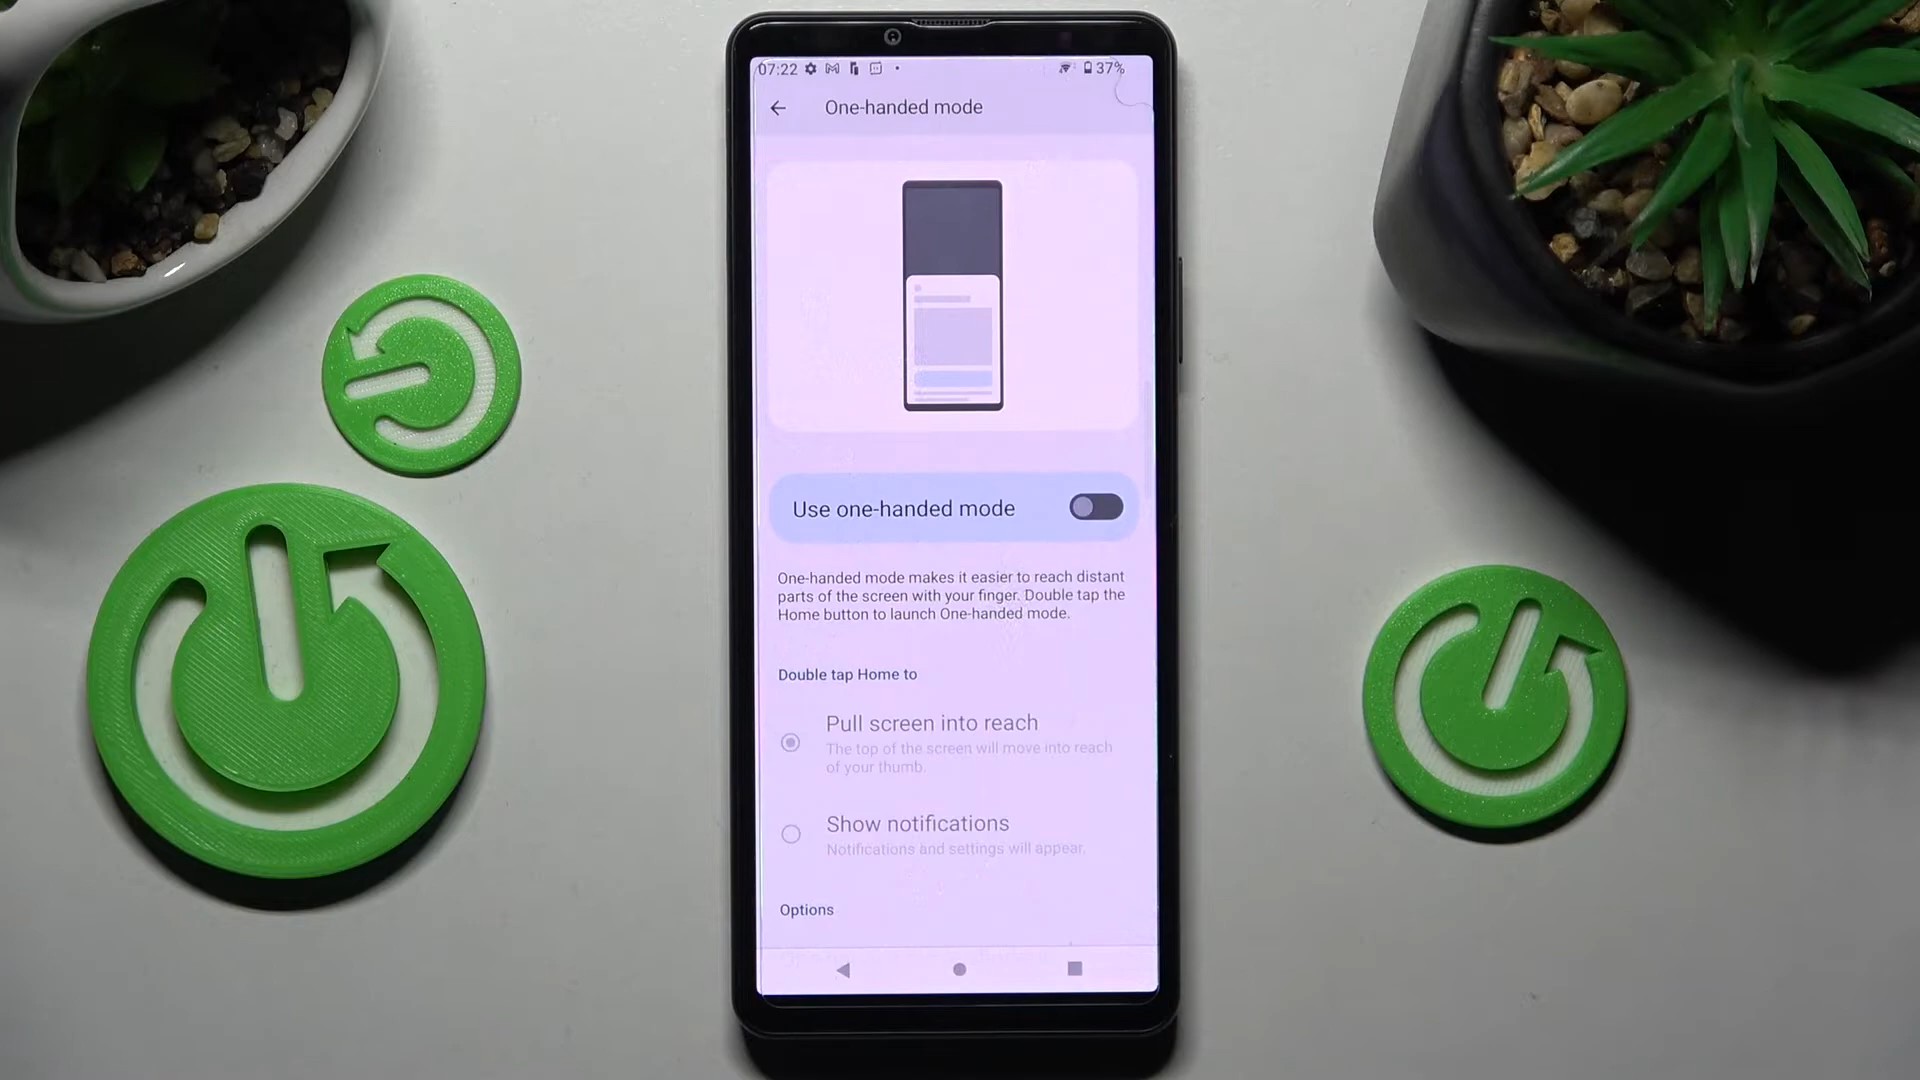 07:22 37%
One-handed mode
Use one-handed mode
One-handed mode makes it easier to reach distant
parts of the screen with your finger. Double tap the
Home button to launch One-handed mode.
Double tap Home to
Pull screen into reach
The top of the screen will move into reach
of your thumb.
Show notifications
Notifications and settings will appear.
Options